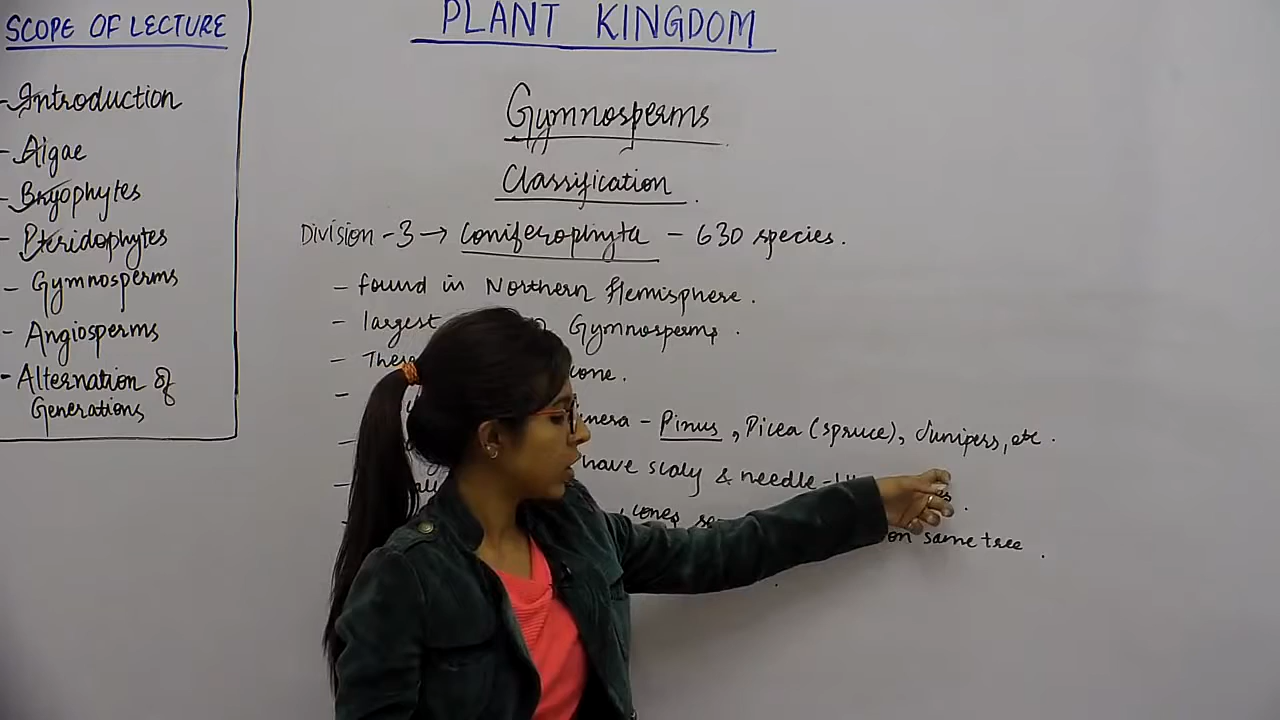 SCOPE OF LECTURE
- Introduction
- Algae
- Bryophytes
- Pteridophytes
- Gymnosperms
- Angiosperms
- Alternation of
Generations
PLANT KINGDOM
Gymnosperms
Classification
Division - 3 → Coniferophyta - 630 species.
- found in Northern Hemisphere.
- largest Gymnosperms.
- These cone.
- 
- Pinus, Picea (spruce), Junipers, etc.
- have scaly & needle-
- cones on same tree.